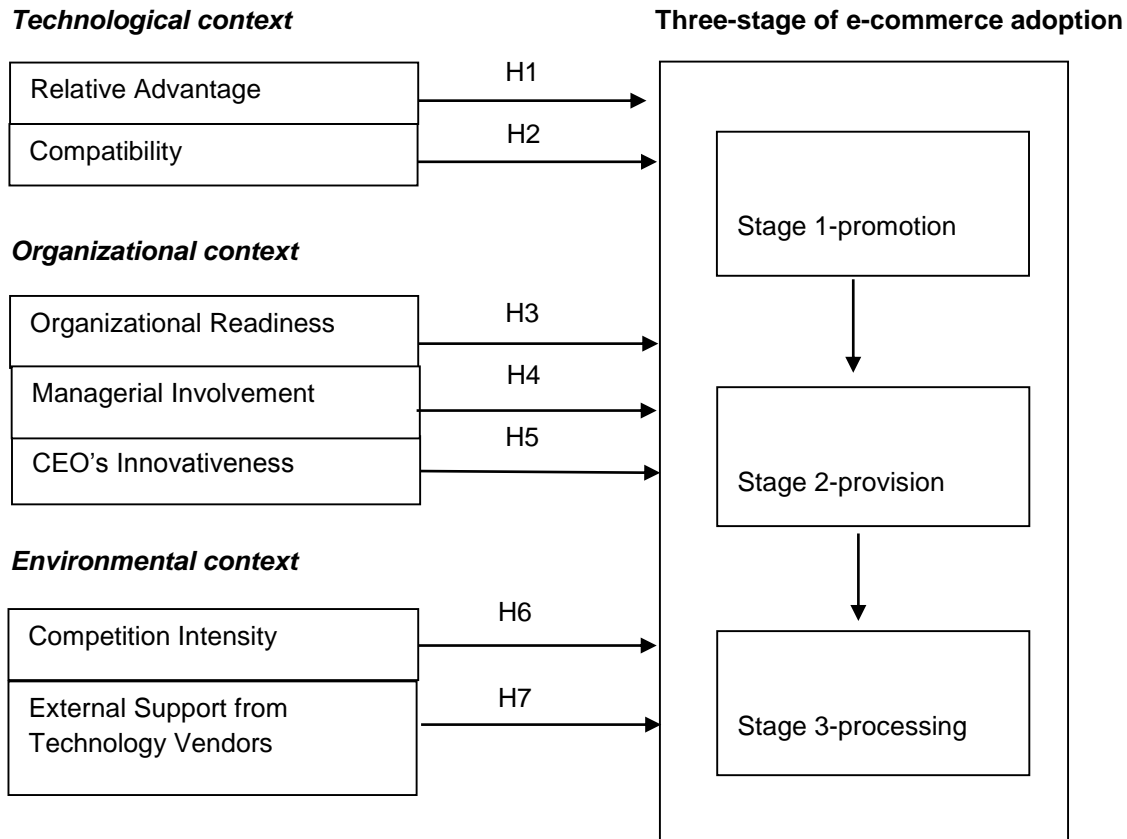 Technological context
Three-stage of e-commerce adoption
Relative Advantage
H1
Compatibility
H2
Stage 1-promotion
Organizational context
Organizational Readiness
H3
Managerial Involvement
H4
CEO’s Innovativeness
H5
Stage 2-provision
Environmental context
Competition Intensity
H6
External Support from
Technology Vendors
H7
Stage 3-processing